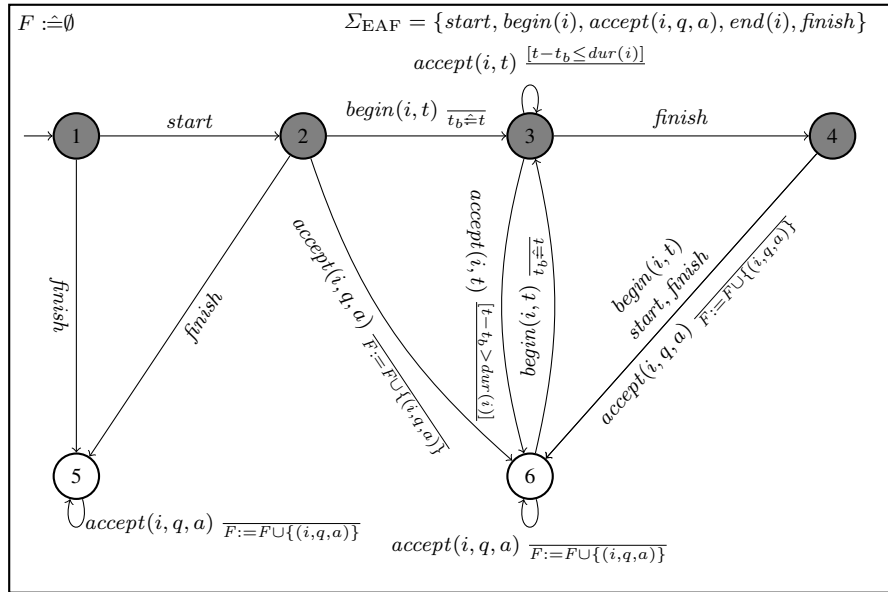 F :≙∅
Σ_EAF = {start, begin(i), accept(i, q, a), end(i), finish}
accept(i, t) [t−t_b≤dur(i)]
1
start
2
begin(i, t) t_b≙t
3
finish
4
finish
finish
accept(i, q, a) F:=F∪{(i,q,a)}
accept(i, t) [t−t_b>dur(i)]
begin(i, t) t_b≙t
begin(i, t)
start, finish
accept(i, q, a) F:=F∪{(i,q,a)}
5
6
accept(i, q, a) F:=F∪{(i,q,a)}
accept(i, q, a) F:=F∪{(i,q,a)}